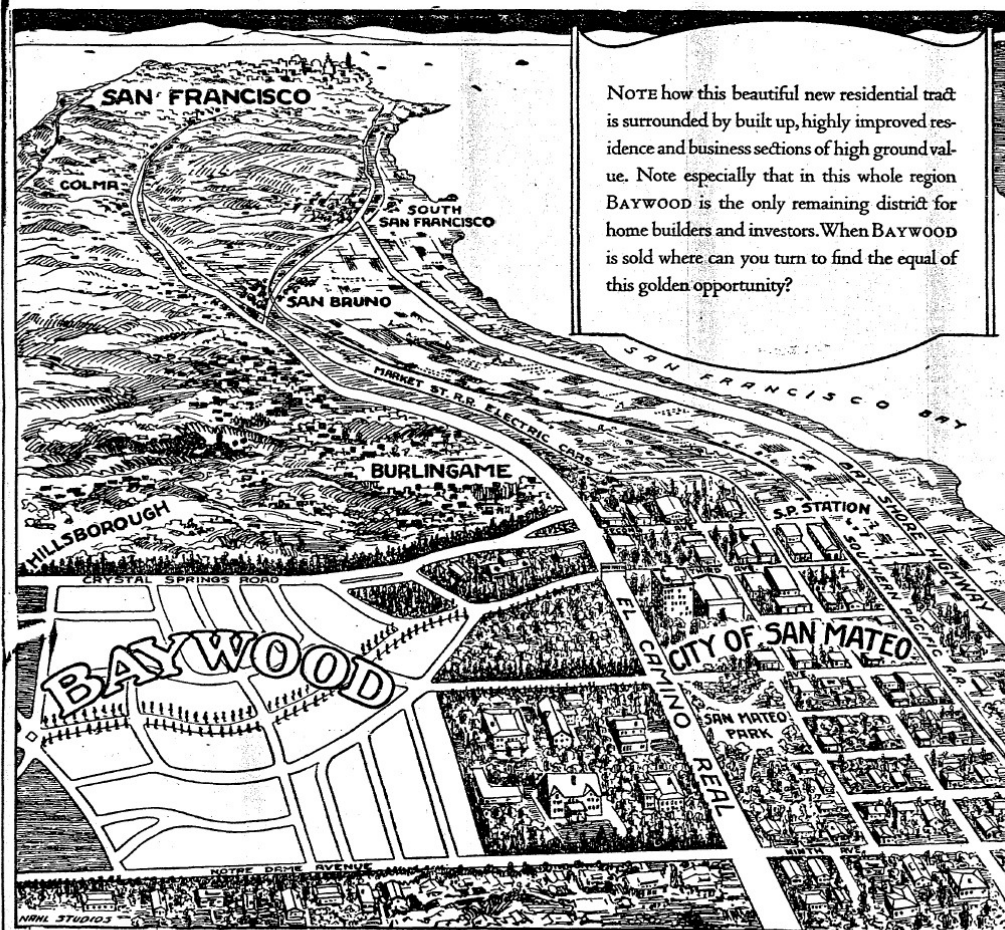 SAN FRANCISCO
NOTE how this beautiful new residential tract
is surrounded by built up, highly improved res-
idence and business sections of high ground val-
ue. Note especially that in this whole region
BAYWOOD is the only remaining district for
home builders and investors. When BAYWOOD
is sold where can you turn to find the equal of
this golden opportunity?
COLMA
SOUTH
SAN FRANCISCO
SAN BRUNO
SAN FRANCISCO BAY
MARKET ST. R.R. ELECTRIC CARS
BURLINGAME
BAY SHORE HIGHWAY
S.P. STATION
HILLSBOROUGH
SOUTHERN PACIFIC R.R.
CRYSTAL SPRINGS ROAD
BAYWOOD
EL CAMINO REAL
CITY OF SAN MATEO
SAN MATEO
PARK
NINTH AVE.
NOTRE DAME AVENUE
NAHL STUDIOS